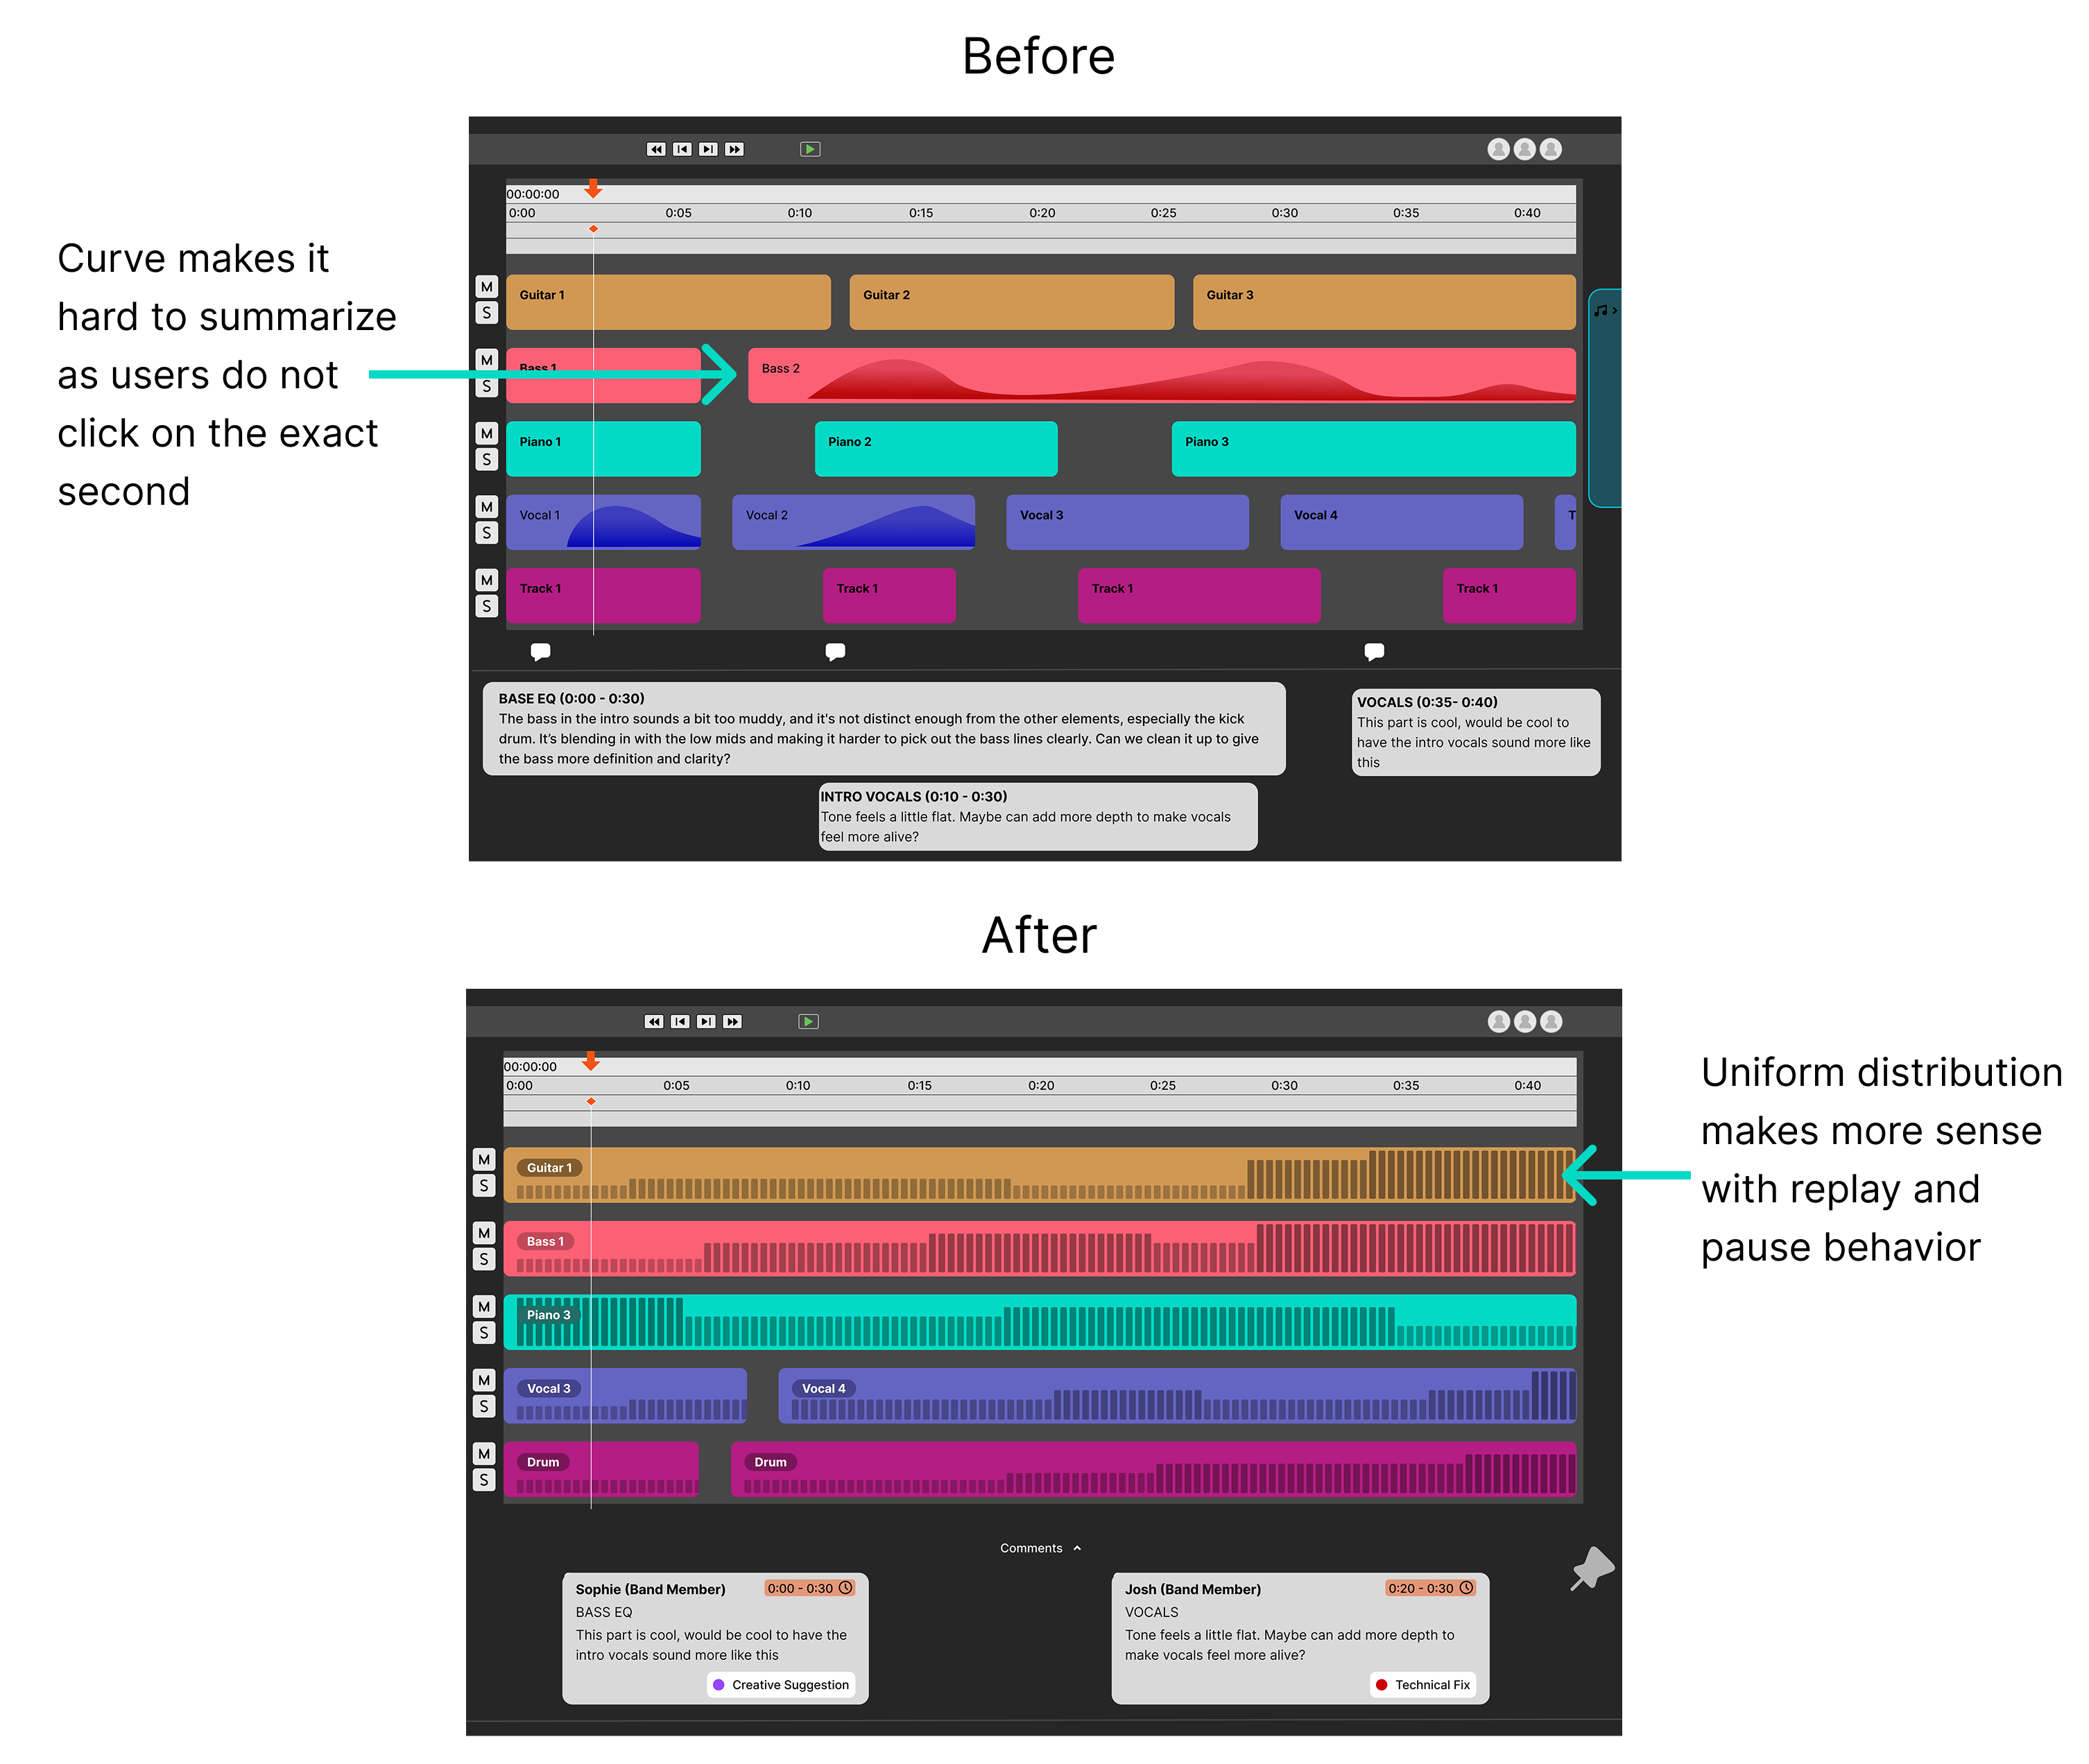 Before
00:00:00
0:00 0:05 0:10 0:15 0:20 0:25 0:30 0:35 0:40
Curve makes it
hard to summarize
as users do not
click on the exact
second
M
S
Guitar 1 Guitar 2 Guitar 3
M
S
Bass 1 Bass 2
M
S
Piano 1 Piano 2 Piano 3
M
S
Vocal 1 Vocal 2 Vocal 3 Vocal 4 T
M
S
Track 1 Track 1 Track 1 Track 1
BASE EQ (0:00 - 0:30)
The bass in the intro sounds a bit too muddy, and it's not distinct enough from the other elements, especially the kick
drum. It’s blending in with the low mids and making it harder to pick out the bass lines clearly. Can we clean it up to give
the bass more definition and clarity?
VOCALS (0:35- 0:40)
This part is cool, would be cool to
have the intro vocals sound more like
this
INTRO VOCALS (0:10 - 0:30)
Tone feels a little flat. Maybe can add more depth to make vocals
feel more alive?
After
00:00:00
0:00 0:05 0:10 0:15 0:20 0:25 0:30 0:35 0:40
Uniform distribution
makes more sense
with replay and
pause behavior
M
S
Guitar 1
M
S
Bass 1
M
S
Piano 3
M
S
Vocal 3 Vocal 4
M
S
Drum Drum
Comments
Sophie (Band Member) 0:00 - 0:30
BASS EQ
This part is cool, would be cool to have the
intro vocals sound more like this
Creative Suggestion
Josh (Band Member) 0:20 - 0:30
VOCALS
Tone feels a little flat. Maybe can add more depth to
make vocals feel more alive?
Technical Fix